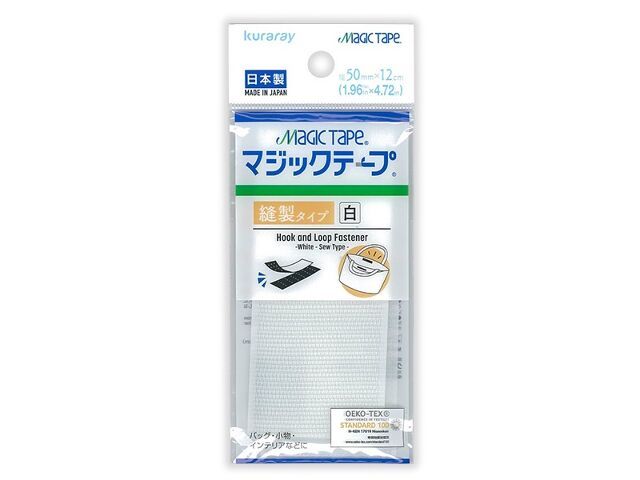 kuraray
MAGIC TAPE®
日本製
MADE IN JAPAN
幅50mm×12cm
(1.96in×4.72in)
MAGIC TAPE®
マジックテープ®
縫製タイプ 白
Hook and Loop Fastener
-White - Sew Type -
OEKO-TEX®
CONFIDENCE IN TEXTILES
STANDARD 100
バッグ・小物・
インテリアなどに